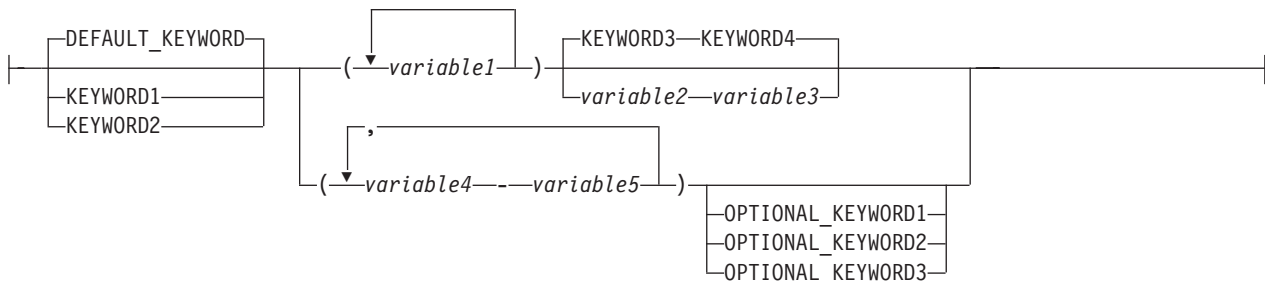 DEFAULT_KEYWORD
KEYWORD1
KEYWORD2
( variable1 )
KEYWORD3 KEYWORD4
variable2 variable3
,
( variable4 - variable5 )
OPTIONAL_KEYWORD1
OPTIONAL_KEYWORD2
OPTIONAL KEYWORD3